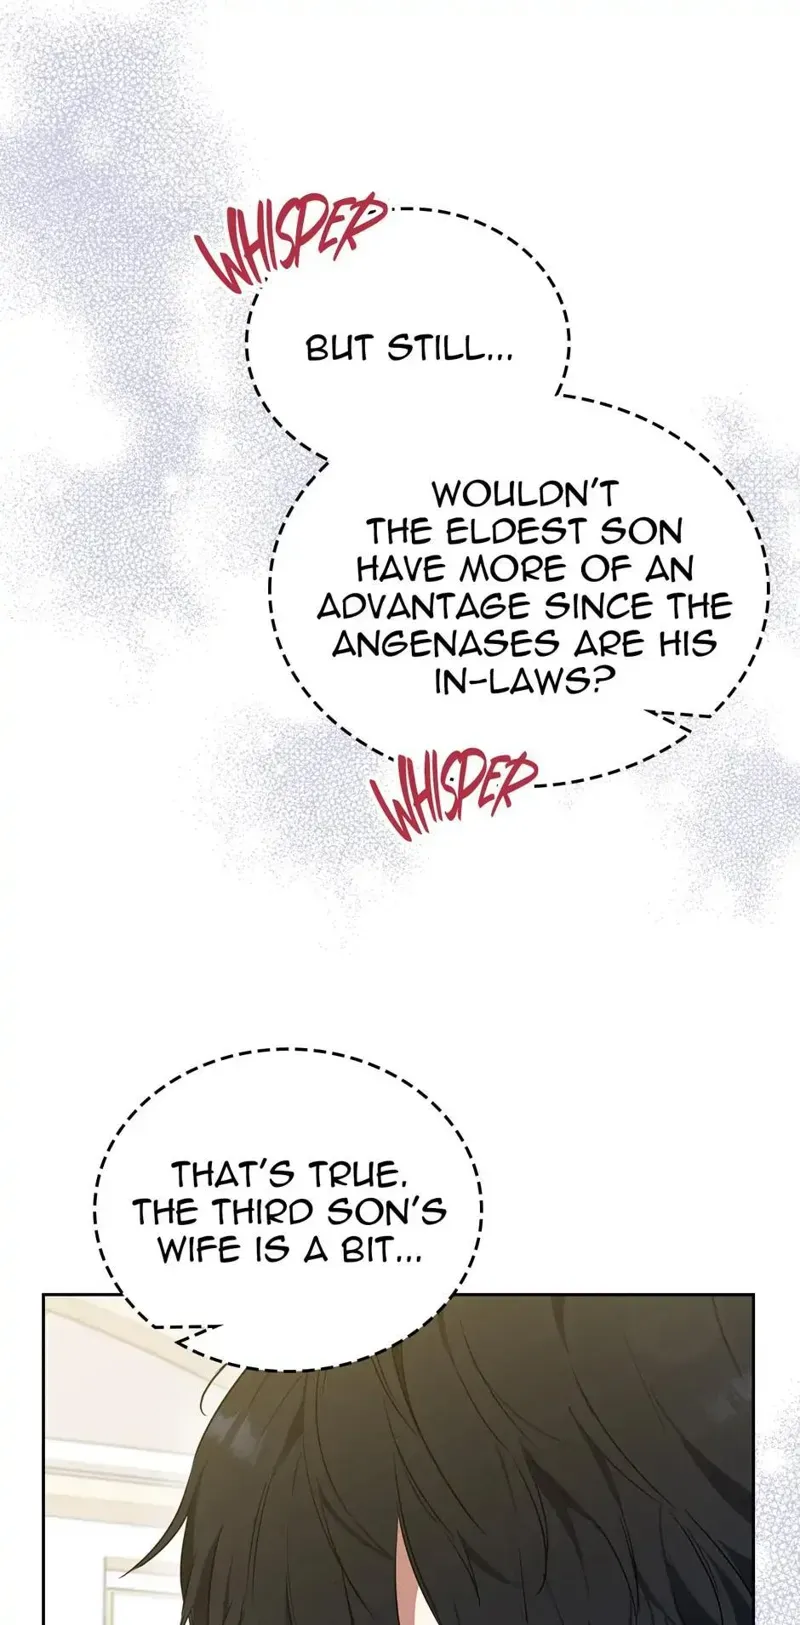 WHISPER
BUT STILL...
WOULDN'T
THE ELDEST SON
HAVE MORE OF AN
ADVANTAGE SINCE THE
ANGENASES ARE HIS
IN-LAWS?
WHISPER
THAT'S TRUE.
THE THIRD SON'S
WIFE IS A BIT...